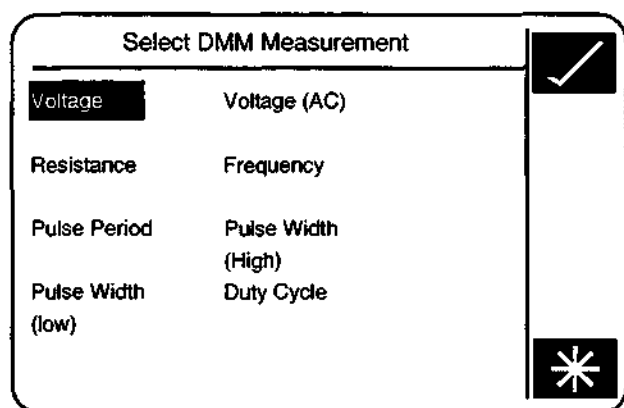 Select DMM Measurement
Voltage Voltage (AC)
Resistance Frequency
Pulse Period Pulse Width
(High)
Pulse Width Duty Cycle
(low)